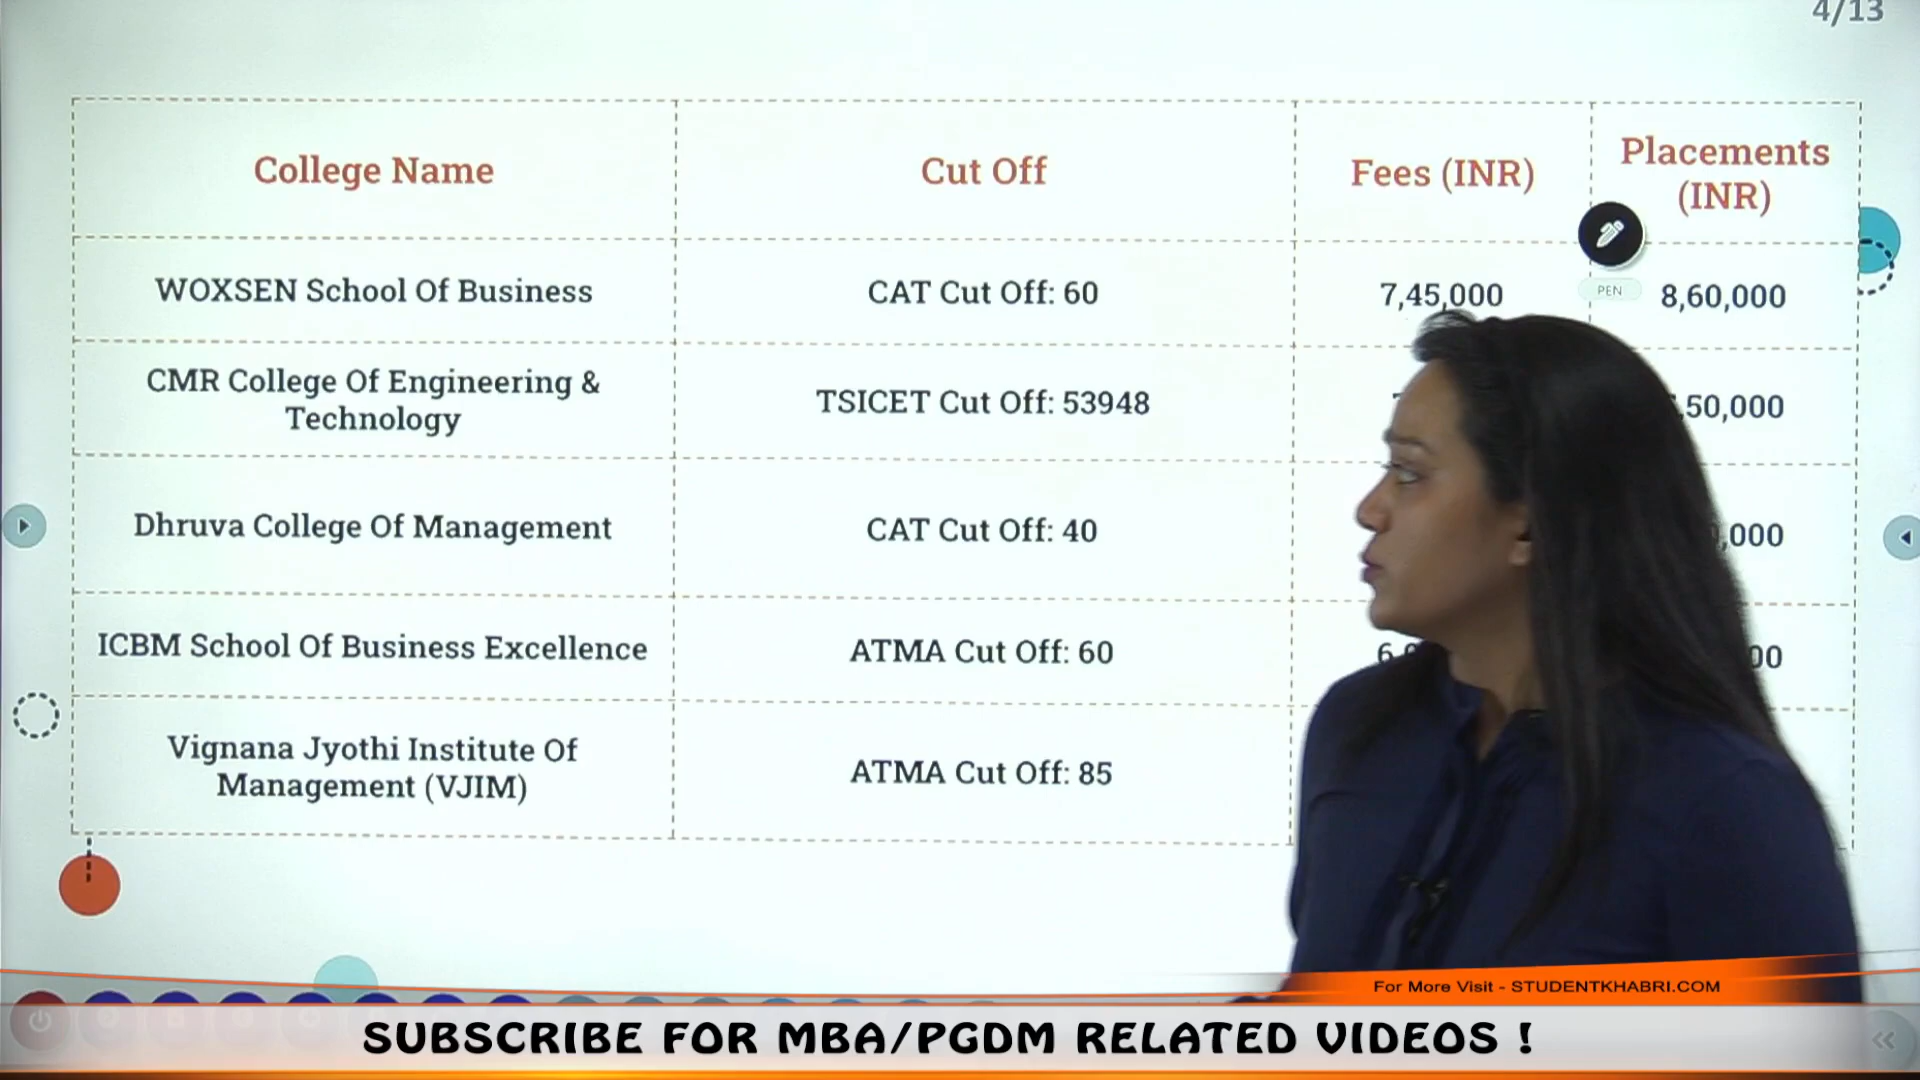 4/13
College Name
Cut Off
Fees (INR)
Placements
(INR)
WOXSEN School Of Business
CAT Cut Off: 60
7,45,000
PEN
8,60,000
CMR College Of Engineering &
Technology
TSICET Cut Off: 53948
,50,000
Dhruva College Of Management
CAT Cut Off: 40
,000
ICBM School Of Business Excellence
ATMA Cut Off: 60
Vignana Jyothi Institute Of
Management (VJIM)
ATMA Cut Off: 85
For More Visit - STUDENTKHABRI.COM
SUBSCRIBE FOR MBA/PGDM RELATED VIDEOS !